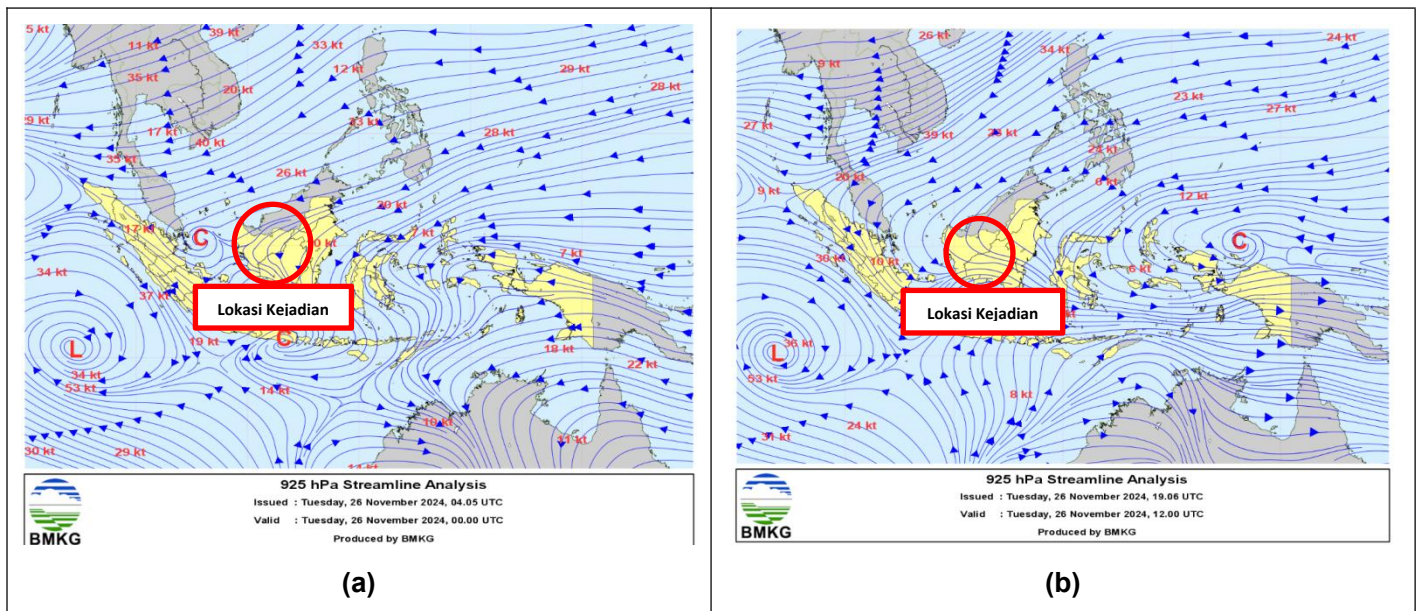 5 kt
39 kt
11 kt
33 kt
12 kt
29 kt
35 kt
20 kt
28 kt
9 kt
17 kt
28 kt
40 kt
35 kt
26 kt
17 kt
C
7 kt
7 kt
34 kt
37 kt
Lokasi Kejadian
19 kt
C
L
18 kt
34 kt
22 kt
53 kt
14 kt
30 kt
29 kt
925 hPa Streamline Analysis
Issued : Tuesday, 26 November 2024, 04.05 UTC
Valid : Tuesday, 26 November 2024, 00.00 UTC
Produced by BMKG
BMKG
(a)
26 kt
24 kt
34 kt
9 kt
23 kt
27 kt
27 kt
39 kt
24 kt
9 kt
6 kt
12 kt
C
10 kt
6 kt
Lokasi Kejadian
36 kt
L
53 kt
8 kt
24 kt
31 kt
925 hPa Streamline Analysis
Issued : Tuesday, 26 November 2024, 19.06 UTC
Valid : Tuesday, 26 November 2024, 12.00 UTC
Produced by BMKG
BMKG
(b)